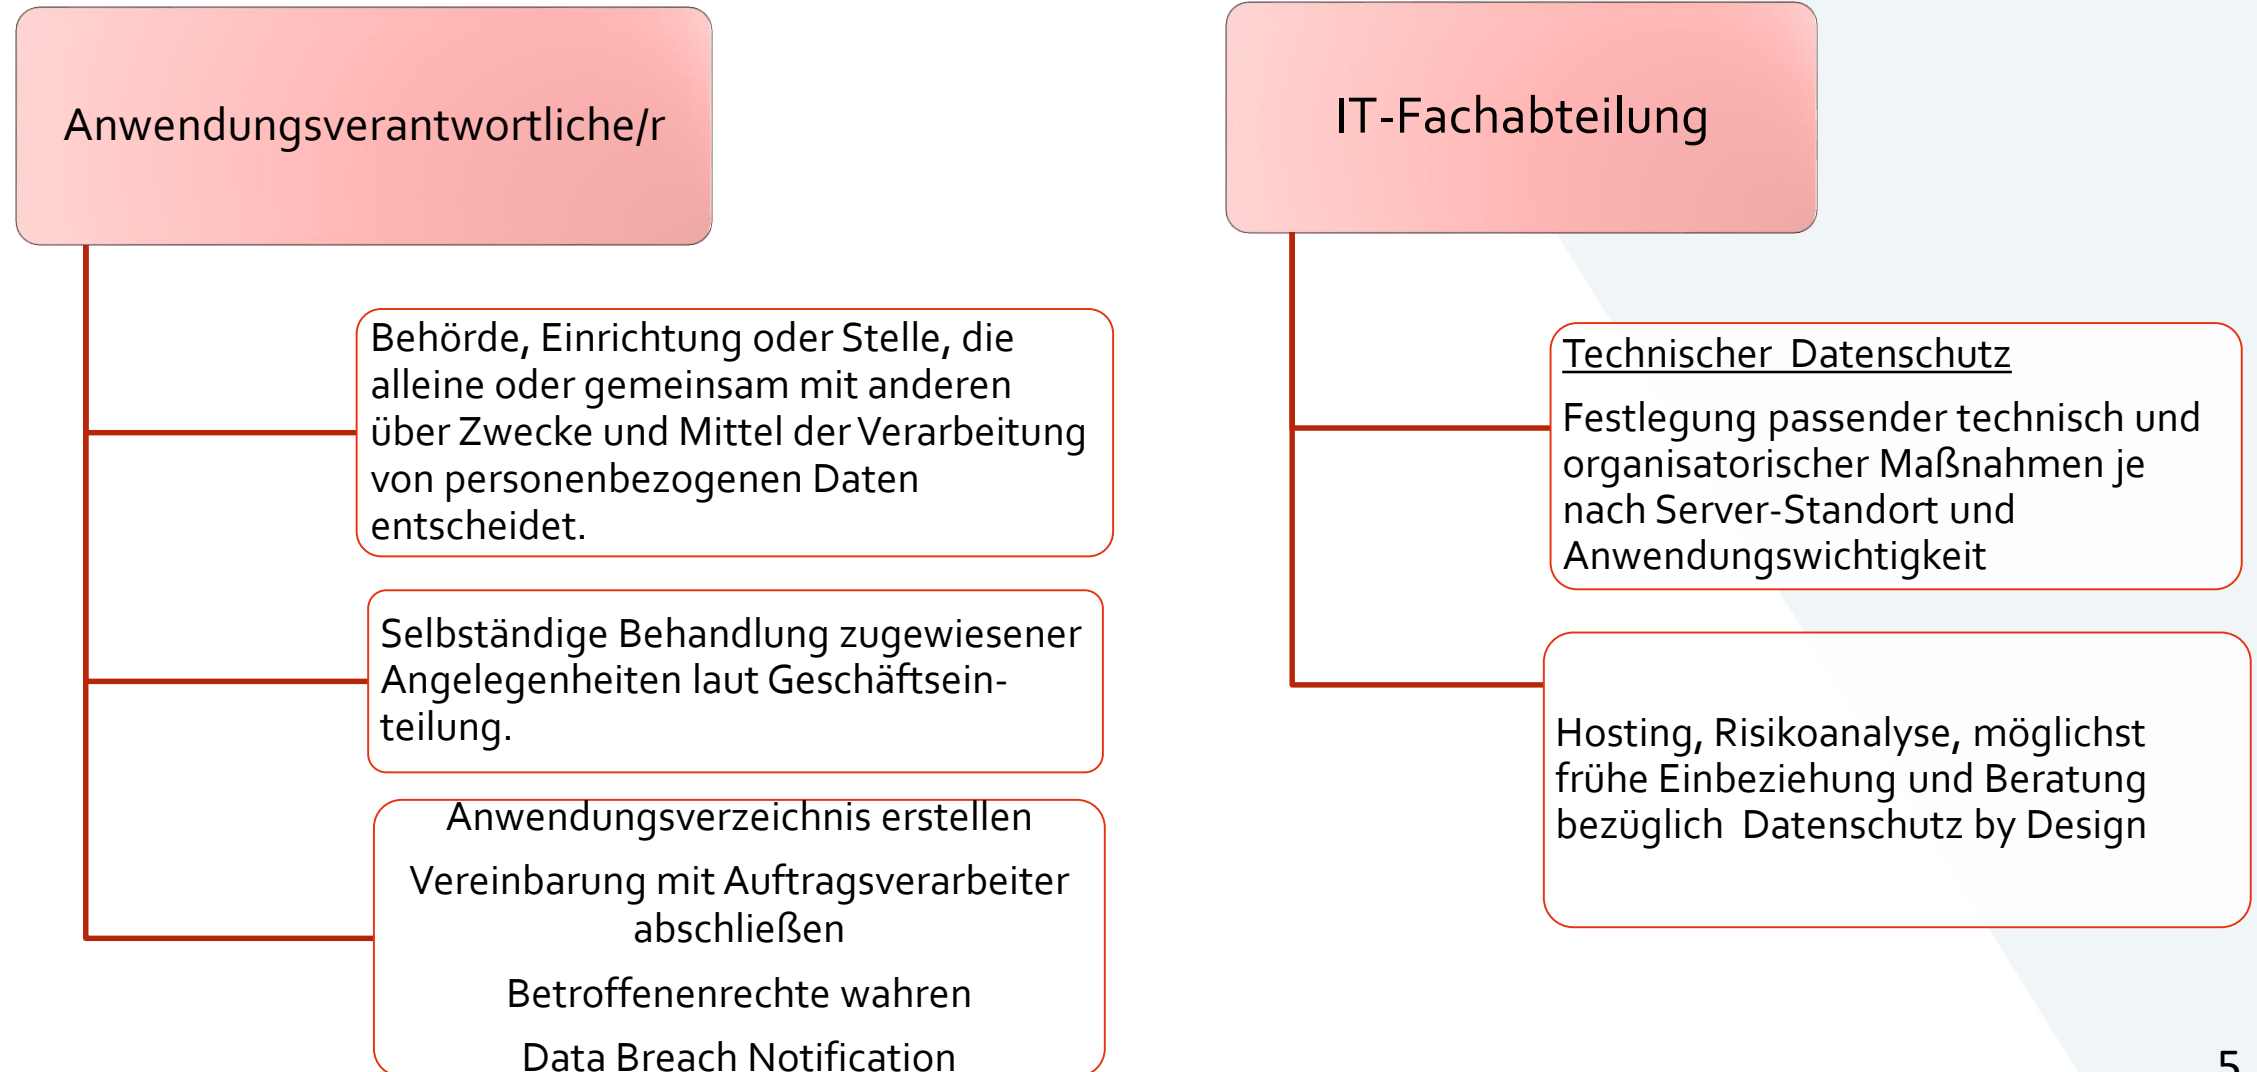 Anwendungsverantwortliche/r
Behörde, Einrichtung oder Stelle, die
alleine oder gemeinsam mit anderen
über Zwecke und Mittel der Verarbeitung
von personenbezogenen Daten
entscheidet.
Selbständige Behandlung zugewiesener
Angelegenheiten laut Geschäftsein-
teilung.
Anwendungsverzeichnis erstellen
Vereinbarung mit Auftragsverarbeiter
abschließen
Betroffenenrechte wahren
Data Breach Notification
IT-Fachabteilung
Technischer Datenschutz
Festlegung passender technisch und
organisatorischer Maßnahmen je
nach Server-Standort und
Anwendungswichtigkeit
Hosting, Risikoanalyse, möglichst
frühe Einbeziehung und Beratung
bezüglich Datenschutz by Design
5